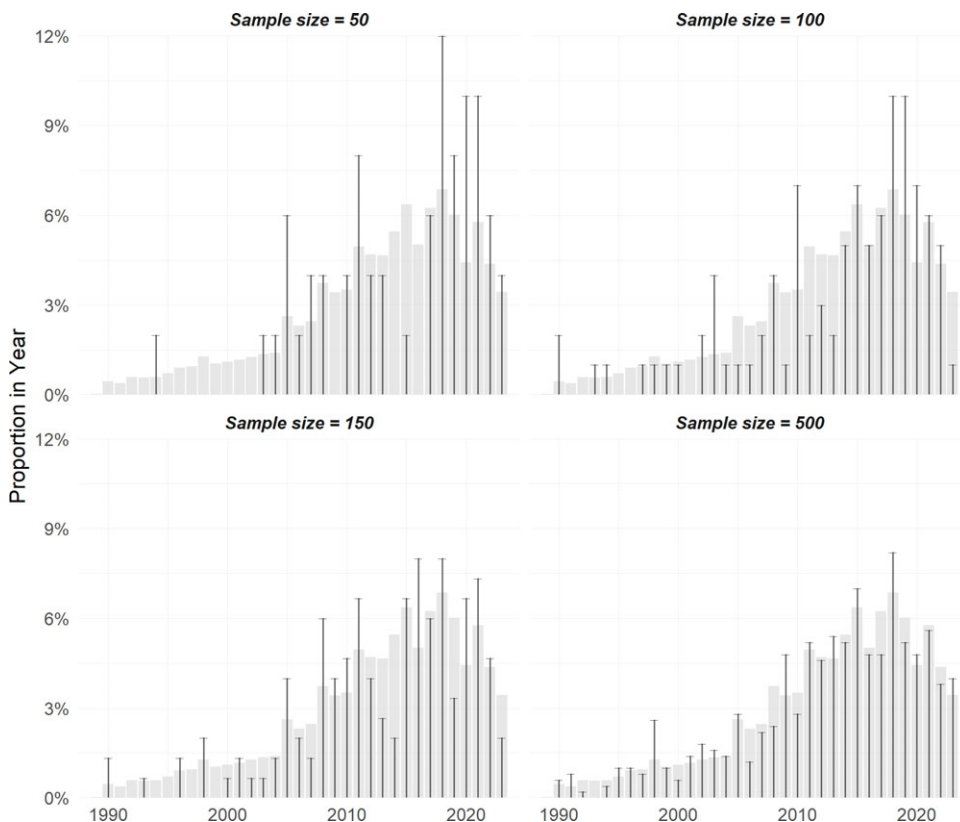 Sample size = 50
Sample size = 100
12%
9%
6%
3%
0%
Sample size = 150
Sample size = 500
12%
9%
6%
3%
0%
Proportion in Year
1990 2000 2010 2020
1990 2000 2010 2020